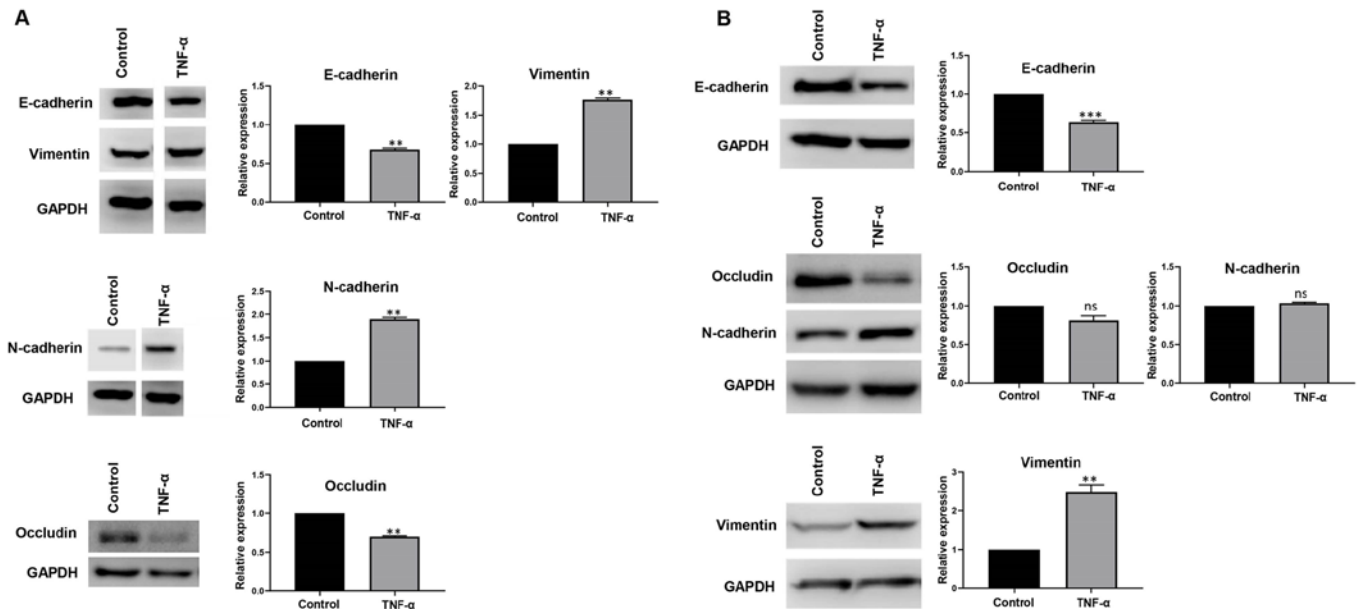 A
Control
TNF-α
E-cadherin
Vimentin
GAPDH
E-cadherin
Relative expression
1.5
1.0
0.5
0.0
**
Control
TNF-α
Vimentin
Relative expression
2.0
1.5
1.0
0.5
0.0
**
Control
TNF-α
Control
TNF-α
N-cadherin
GAPDH
N-cadherin
Relative expression
2.5
2.0
1.5
1.0
0.5
0.0
**
Control
TNF-α
Control
TNF-α
Occludin
GAPDH
Occludin
Relative expression
1.5
1.0
0.5
0.0
**
Control
TNF-α
B
Control
TNF-α
E-cadherin
GAPDH
E-cadherin
Relative expression
1.5
1.0
0.5
0.0
***
Control
TNF-α
Control
TNF-α
Occludin
N-cadherin
GAPDH
Occludin
Relative expression
1.5
1.0
0.5
0.0
ns
Control
TNF-α
N-cadherin
Relative expression
1.5
1.0
0.5
0.0
ns
Control
TNF-α
Control
TNF-α
Vimentin
GAPDH
Vimentin
Relative expression
3
2
1
0
**
Control
TNF-α